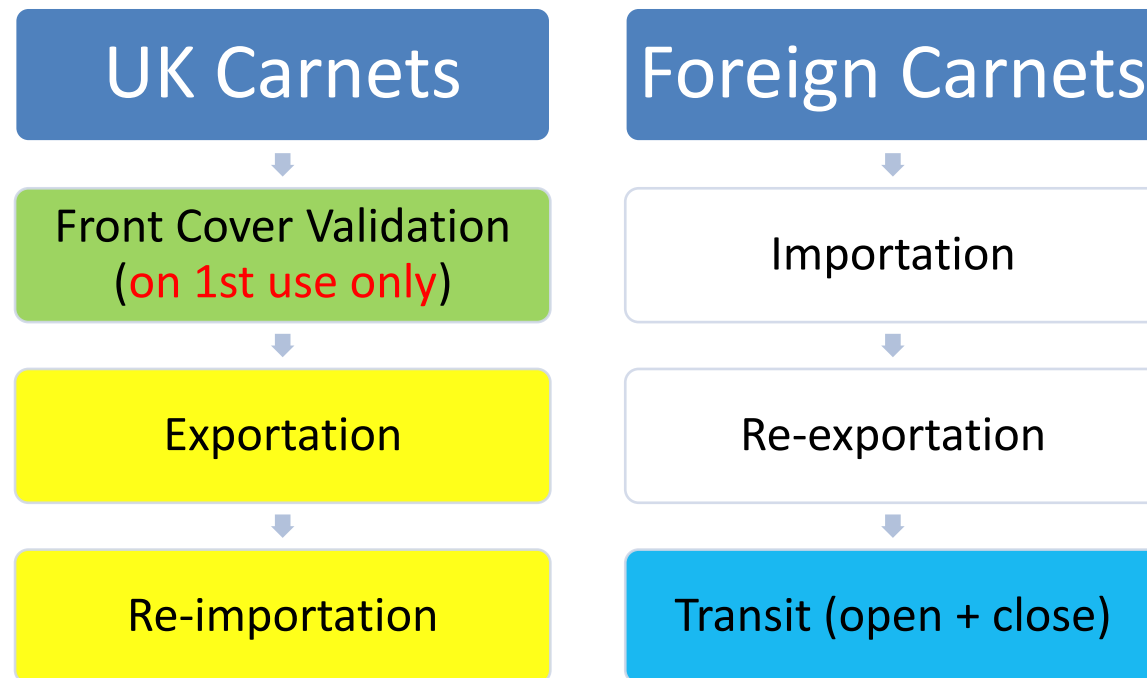 UK Carnets
Front Cover Validation
(on 1st use only)
Exportation
Re-importation
Foreign Carnets
Importation
Re-exportation
Transit (open + close)